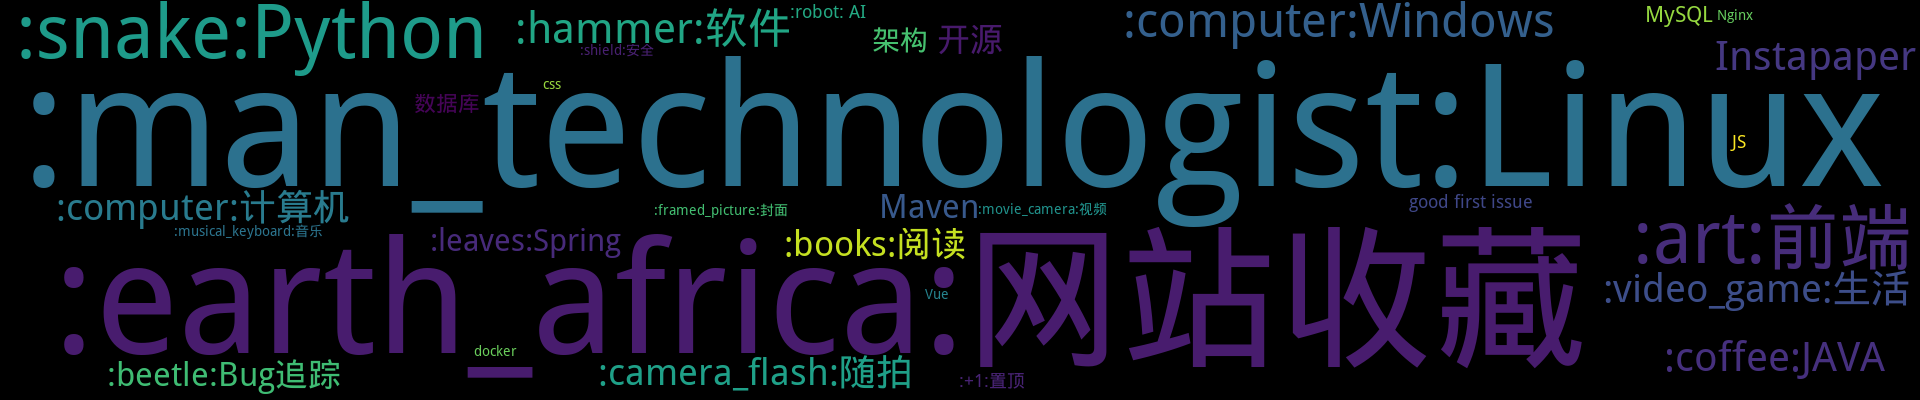 :snake:Python
:hammer:软件
:robot: AI
:shield:安全
架构
开源
:computer:Windows
MySQL
Nginx
Instapaper
:man_technologist:Linux
css
数据库
JS
:computer:计算机
:musical_keyboard:音乐
:framed_picture:封面
Maven
:movie_camera:视频
good first issue
:leaves:Spring
:books:阅读
:art:前端
:earth_africa:网站收藏
Vue
:video_game:生活
docker
:beetle:Bug追踪
:camera_flash:随拍
:+1:置顶
:coffee:JAVA